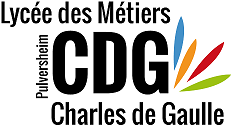 Lycée des Métiers
Pulversheim
CDG
Charles de Gaulle